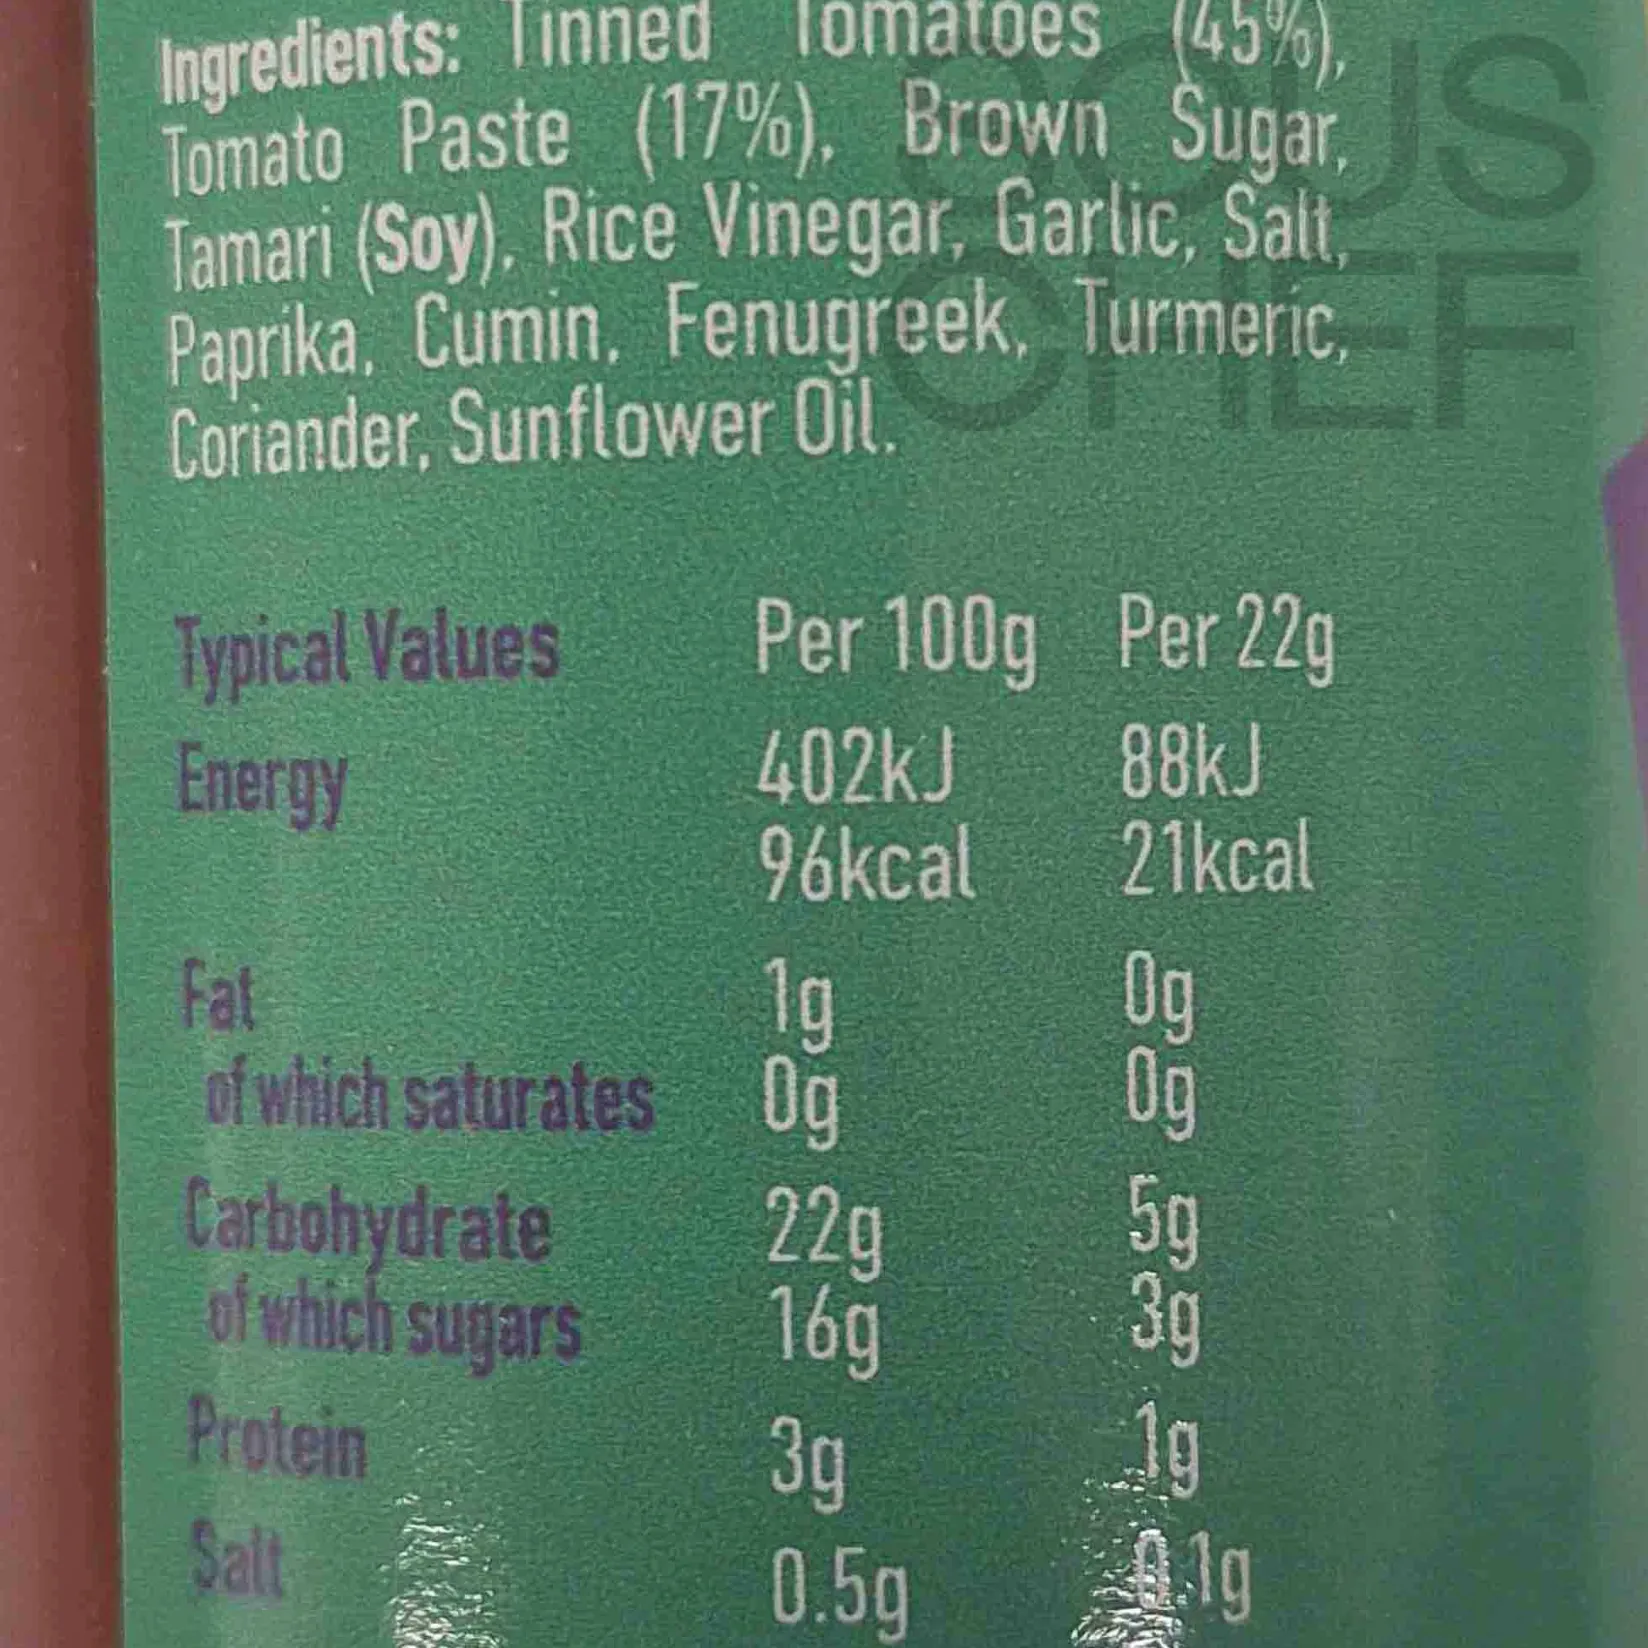 Ingredients: Tinned Tomatoes (45%),
Tomato Paste (17%), Brown Sugar,
Tamari (Soy), Rice Vinegar, Garlic, Salt,
Paprika, Cumin, Fenugreek, Turmeric,
Coriander, Sunflower Oil.
SOUS
CHEF
Typical Values Per 100g Per 22g
Energy 402kJ 88kJ
96kcal 21kcal
Fat 1g 0g
of which saturates 0g 0g
Carbohydrate 22g 5g
of which sugars 16g 3g
Protein 3g 1g
Salt 0.5g 0.1g